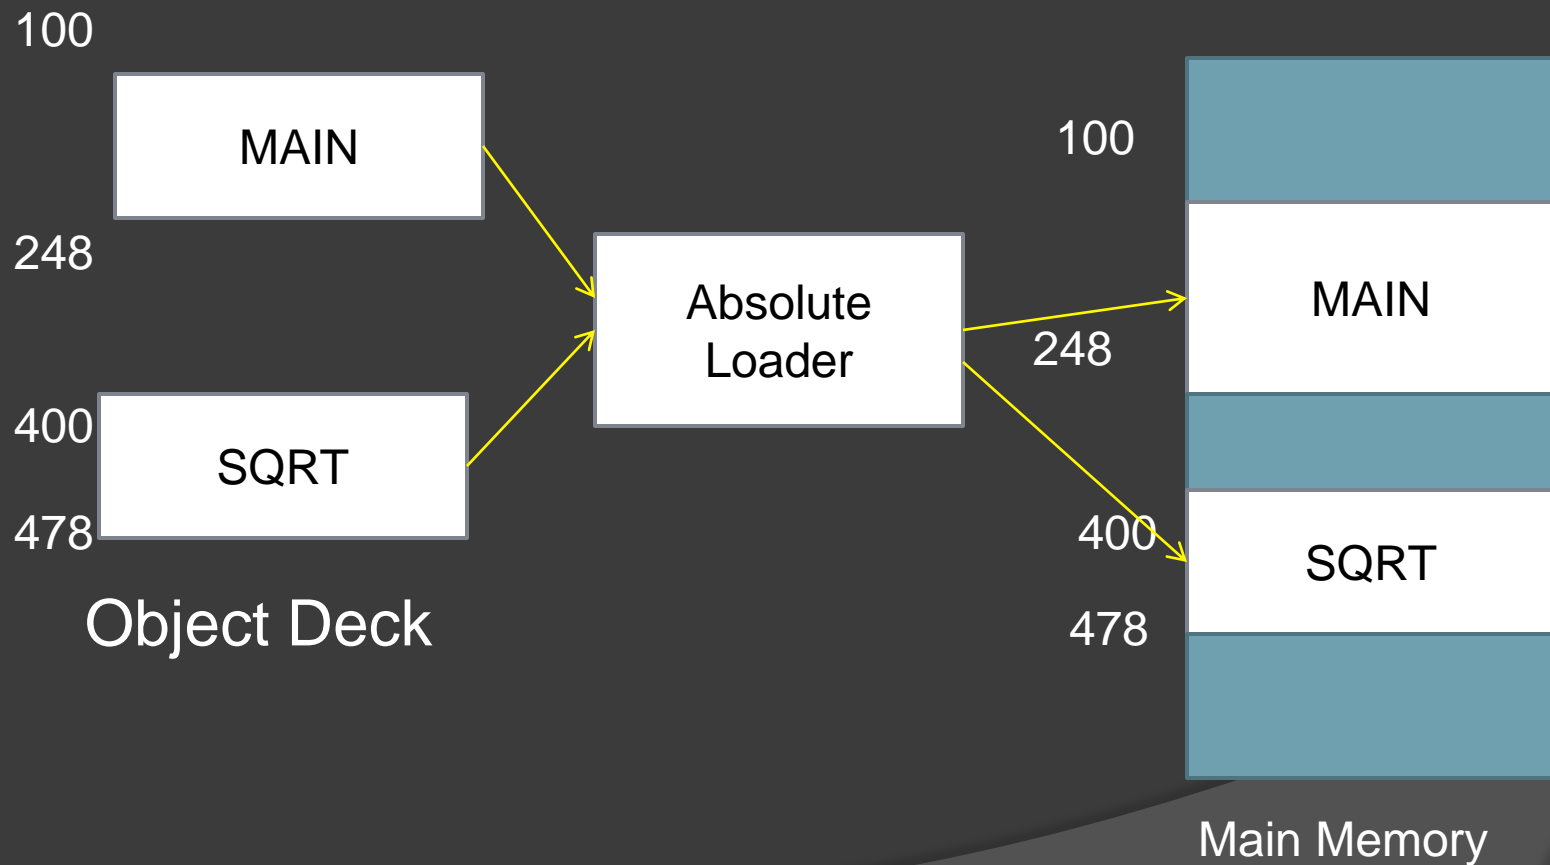 100
MAIN
248
400
SQRT
478
Object Deck
Absolute
Loader
100
MAIN
248
400
SQRT
478
Main Memory